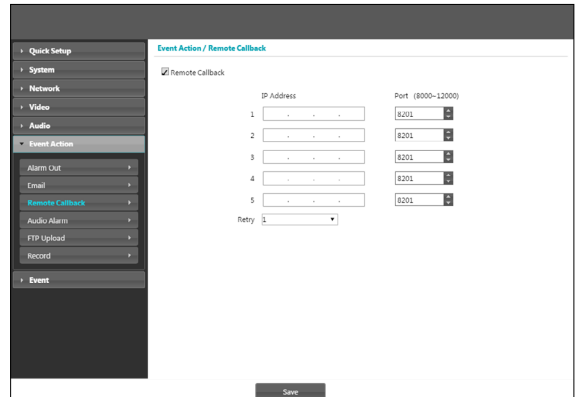 Quick Setup
System
Network
Video
Audio
Event Action
Alarm Out
Email
Remote Callback
Audio Alarm
FTP Upload
Record
Event
Event Action / Remote Callback
Remote Callback
IP Address Port (8000~12000)
1 . . . 8201
2 . . . 8201
3 . . . 8201
4 . . . 8201
5 . . . 8201
Retry 1
Save